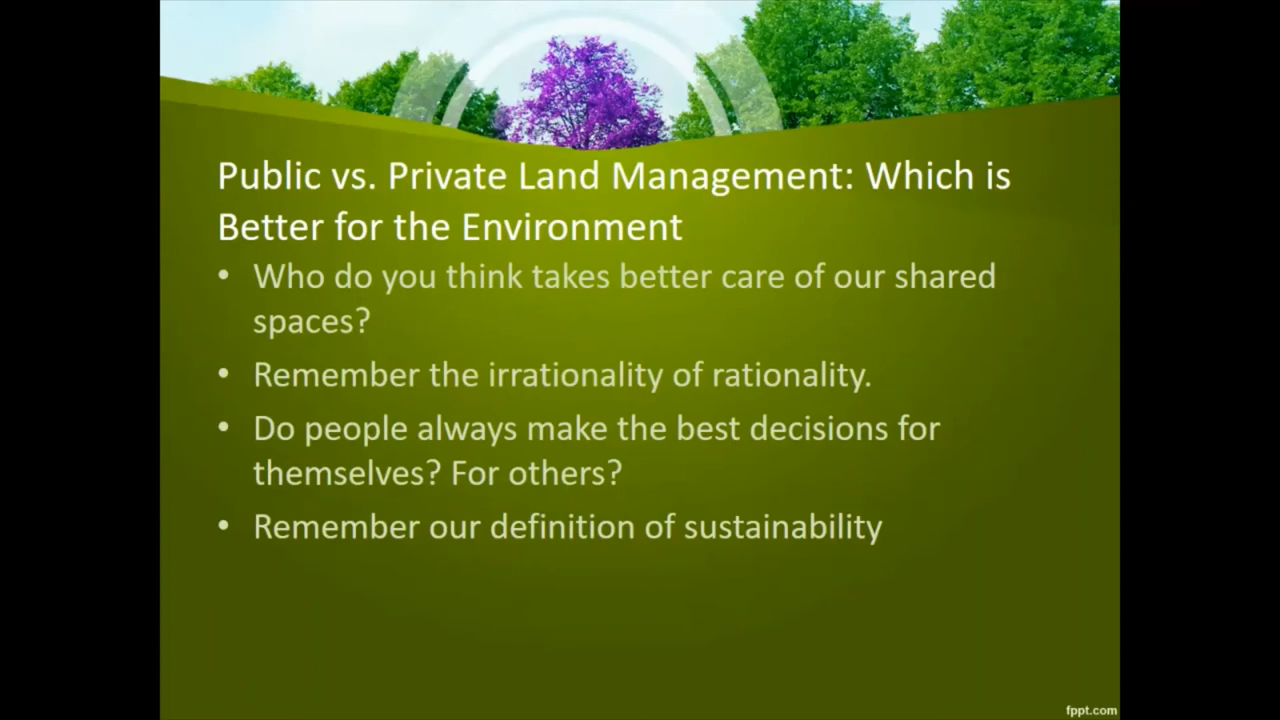 Public vs. Private Land Management: Which is
Better for the Environment
• Who do you think takes better care of our shared
spaces?
• Remember the irrationality of rationality.
• Do people always make the best decisions for
themselves? For others?
• Remember our definition of sustainability
fppt.com